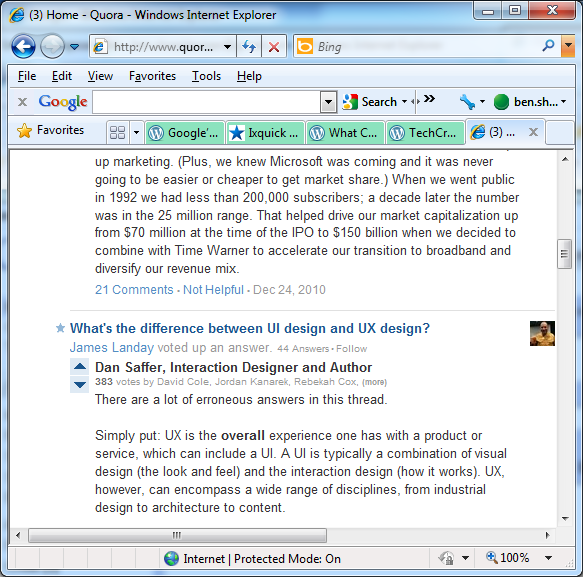 (3) Home - Quora - Windows Internet Explorer
http://www.quor...
Bing
File Edit View Favorites Tools Help
x Google Search » ben.sh...
Favorites Google'... Ixquick ... What C... TechCr... (3) ... x
up marketing. (Plus, we knew Microsoft was coming and it was never
going to be easier or cheaper to get market share.) When we went public
in 1992 we had less than 200,000 subscribers; a decade later the number
was in the 25 million range. That helped drive our market capitalization up
from $70 million at the time of the IPO to $150 billion when we decided to
combine with Time Warner to accelerate our transition to broadband and
diversify our revenue mix.
21 Comments • Not Helpful • Dec 24, 2010
What's the difference between UI design and UX design?
James Landay voted up an answer. 44 Answers • Follow
Dan Saffer, Interaction Designer and Author
383 votes by David Cole, Jordan Kanarek, Rebekah Cox, (more)
There are a lot of erroneous answers in this thread.
Simply put: UX is the overall experience one has with a product or
service, which can include a UI. A UI is typically a combination of visual
design (the look and feel) and the interaction design (how it works). UX,
however, can encompass a wide range of disciplines, from industrial
design to architecture to content.
Internet | Protected Mode: On 100%